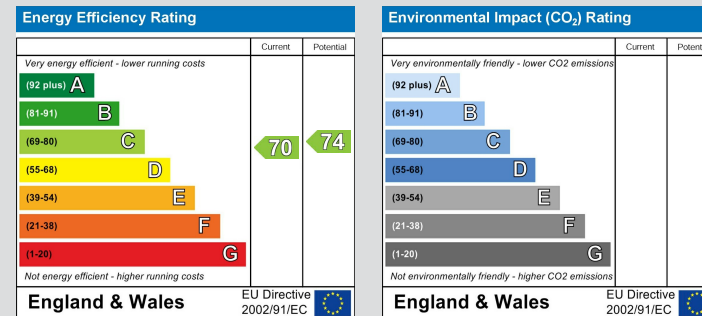 Energy Efficiency Rating
Current Potential
Very energy efficient - lower running costs
(92 plus) A
(81-91) B
(69-80) C
70 74
(55-68) D
(39-54) E
(21-38) F
(1-20) G
Not energy efficient - higher running costs
England & Wales
EU Directive
2002/91/EC
Environmental Impact (CO₂) Rating
Current Potent
Very environmentally friendly - lower CO2 emissions
(92 plus) A
(81-91) B
(69-80) C
(55-68) D
(39-54) E
(21-38) F
(1-20) G
Not environmentally friendly - higher CO2 emissions
England & Wales
EU Directive
2002/91/EC